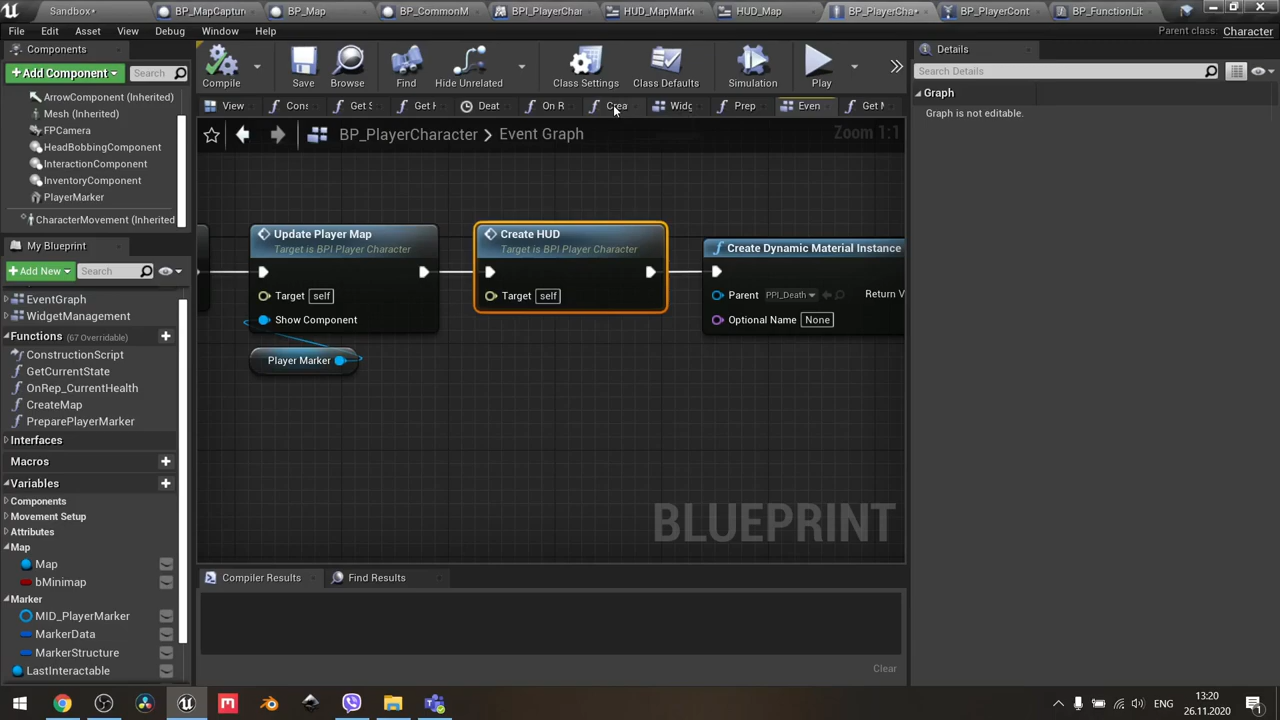 Sandbox•
BP_MapCaptur
BP_Map
BP_CommonM
BPI_PlayerChar
HUD_MapMarke
HUD_Map
BP_PlayerCha•
BP_PlayerCont
BP_FunctionLib
File
Edit
Asset
View
Debug
Window
Help
Parent class: Character
Components
+ Add Component
Search
ArrowComponent (Inherited)
Mesh (Inherited)
FPCamera
HeadBobbingComponent
InteractionComponent
InventoryComponent
PlayerMarker
CharacterMovement (Inherited
My Blueprint
+ Add New
Search
EventGraph
WidgetManagement
Functions (67 Overridable)
ConstructionScript
GetCurrentState
OnRep_CurrentHealth
CreateMap
PreparePlayerMarker
Interfaces
Macros
Variables
Components
Movement Setup
Attributes
Map
Map
bMinimap
Marker
MID_PlayerMarker
MarkerData
MarkerStructure
LastInteractable
Compile
Save
Browse
Find
Hide Unrelated
Class Settings
Class Defaults
Simulation
Play
View
Cons
Get S
Deat
On R
Crea
Widg
Prep
Even
BP_PlayerCharacter > Event Graph
Zoom 1:1
Update Player Map
Target is BPI Player Character
Target self
Show Component
Player Marker
Create HUD
Target is BPI Player Character
Target self
Create Dynamic Material Instance
Parent PPI_Death
Return V
Optional Name None
BLUEPRINT
Compiler Results
Find Results
Clear
Details
Search Details
Graph
Graph is not editable.
ENG
13:20
26.11.2020